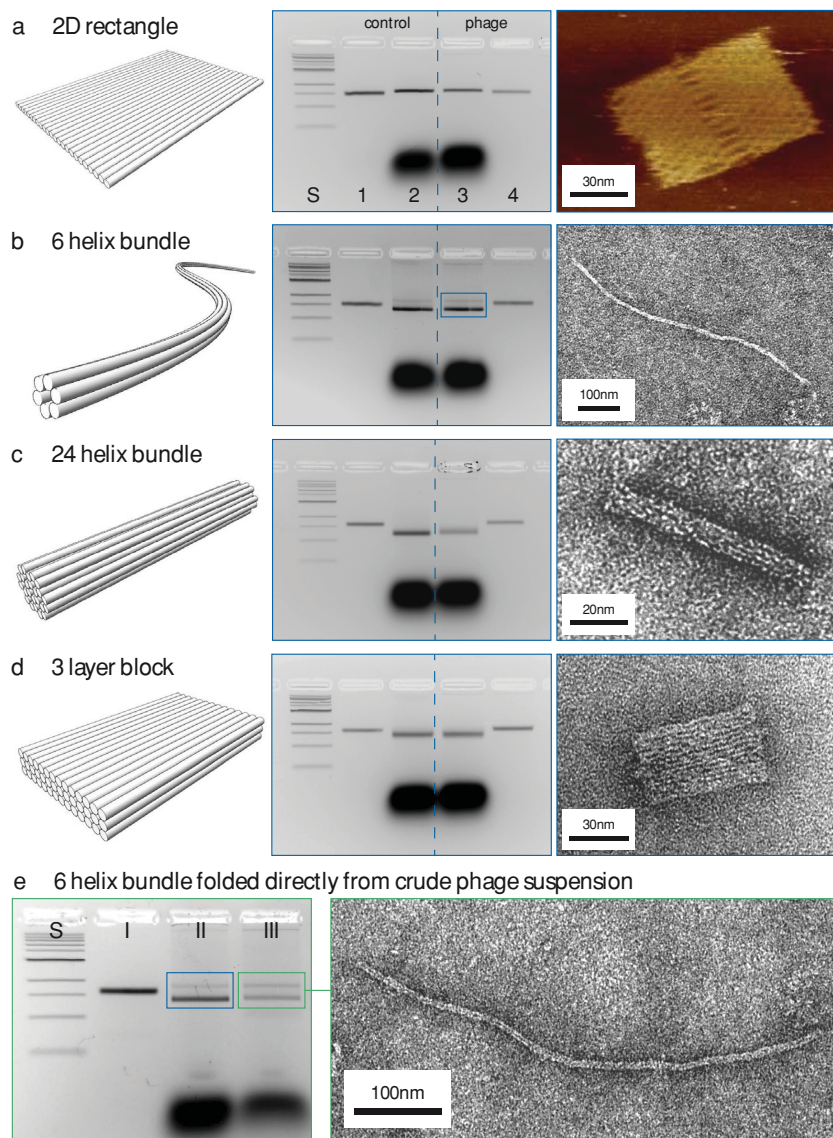 a 2D rectangle
control phage
S 1 2 3 4
30nm
b 6 helix bundle
100nm
c 24 helix bundle
20nm
d 3 layer block
30nm
e 6 helix bundle folded directly from crude phage suspension
S I II III
100nm